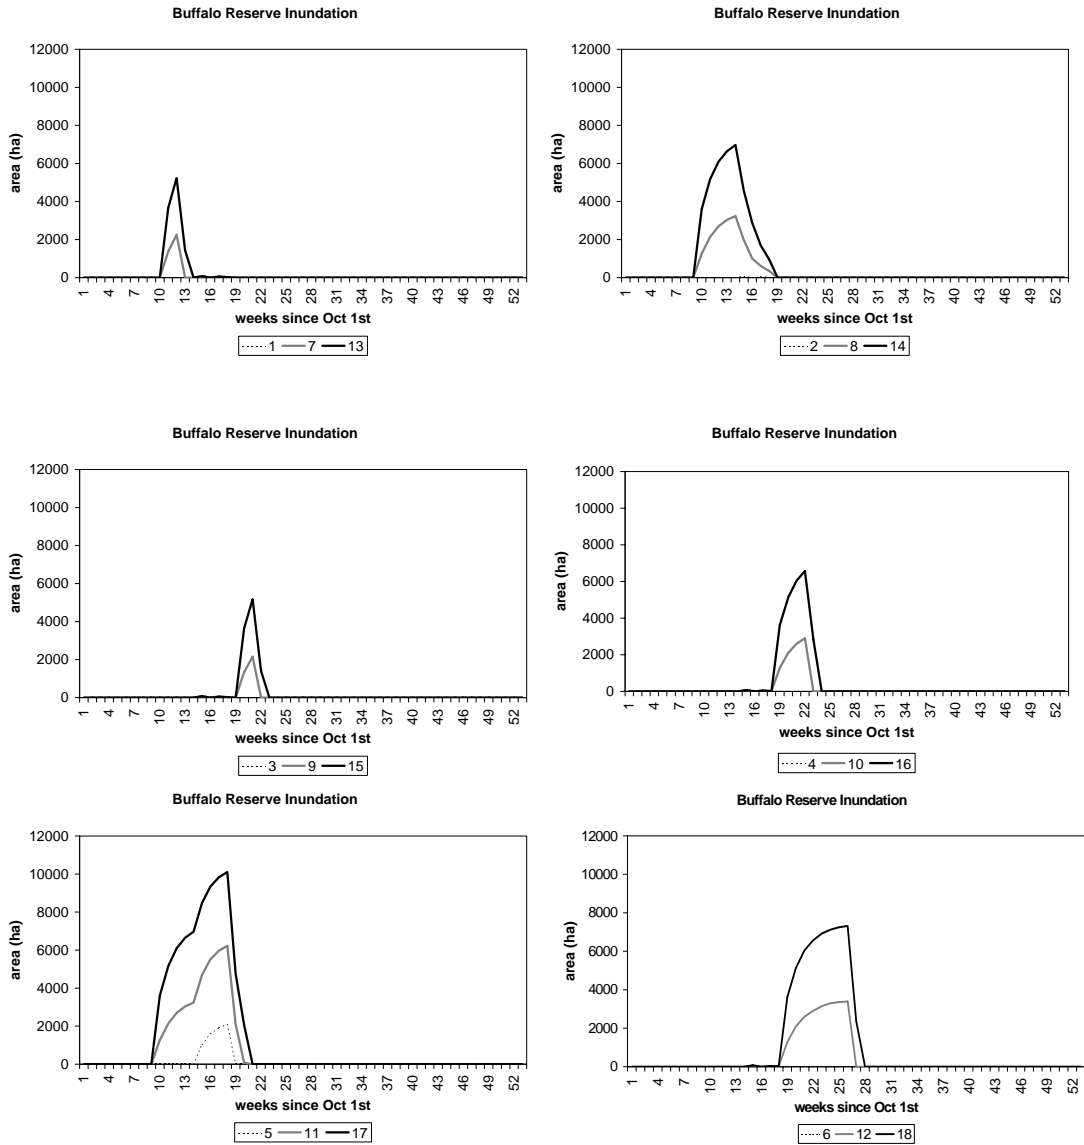 Buffalo Reserve Inundation
12000
10000
8000
6000
4000
2000
0
area (ha)
1 4 7 10 13 16 19 22 25 28 31 34 37 40 43 46 49 52
weeks since Oct 1st
1 7 13
Buffalo Reserve Inundation
12000
10000
8000
6000
4000
2000
0
area (ha)
1 4 7 10 13 16 19 22 25 28 31 34 37 40 43 46 49 52
weeks since Oct 1st
2 8 14
Buffalo Reserve Inundation
12000
10000
8000
6000
4000
2000
0
area (ha)
1 4 7 10 13 16 19 22 25 28 31 34 37 40 43 46 49 52
weeks since Oct 1st
3 9 15
Buffalo Reserve Inundation
12000
10000
8000
6000
4000
2000
0
area (ha)
1 4 7 10 13 16 19 22 25 28 31 34 37 40 43 46 49 52
weeks since Oct 1st
4 10 16
Buffalo Reserve Inundation
12000
10000
8000
6000
4000
2000
0
area (ha)
1 4 7 10 13 16 19 22 25 28 31 34 37 40 43 46 49 52
weeks since Oct 1st
5 11 17
Buffalo Reserve Inundation
12000
10000
8000
6000
4000
2000
0
area (ha)
1 4 7 10 13 16 19 22 25 28 31 34 37 40 43 46 49 52
weeks since Oct 1st
6 12 18